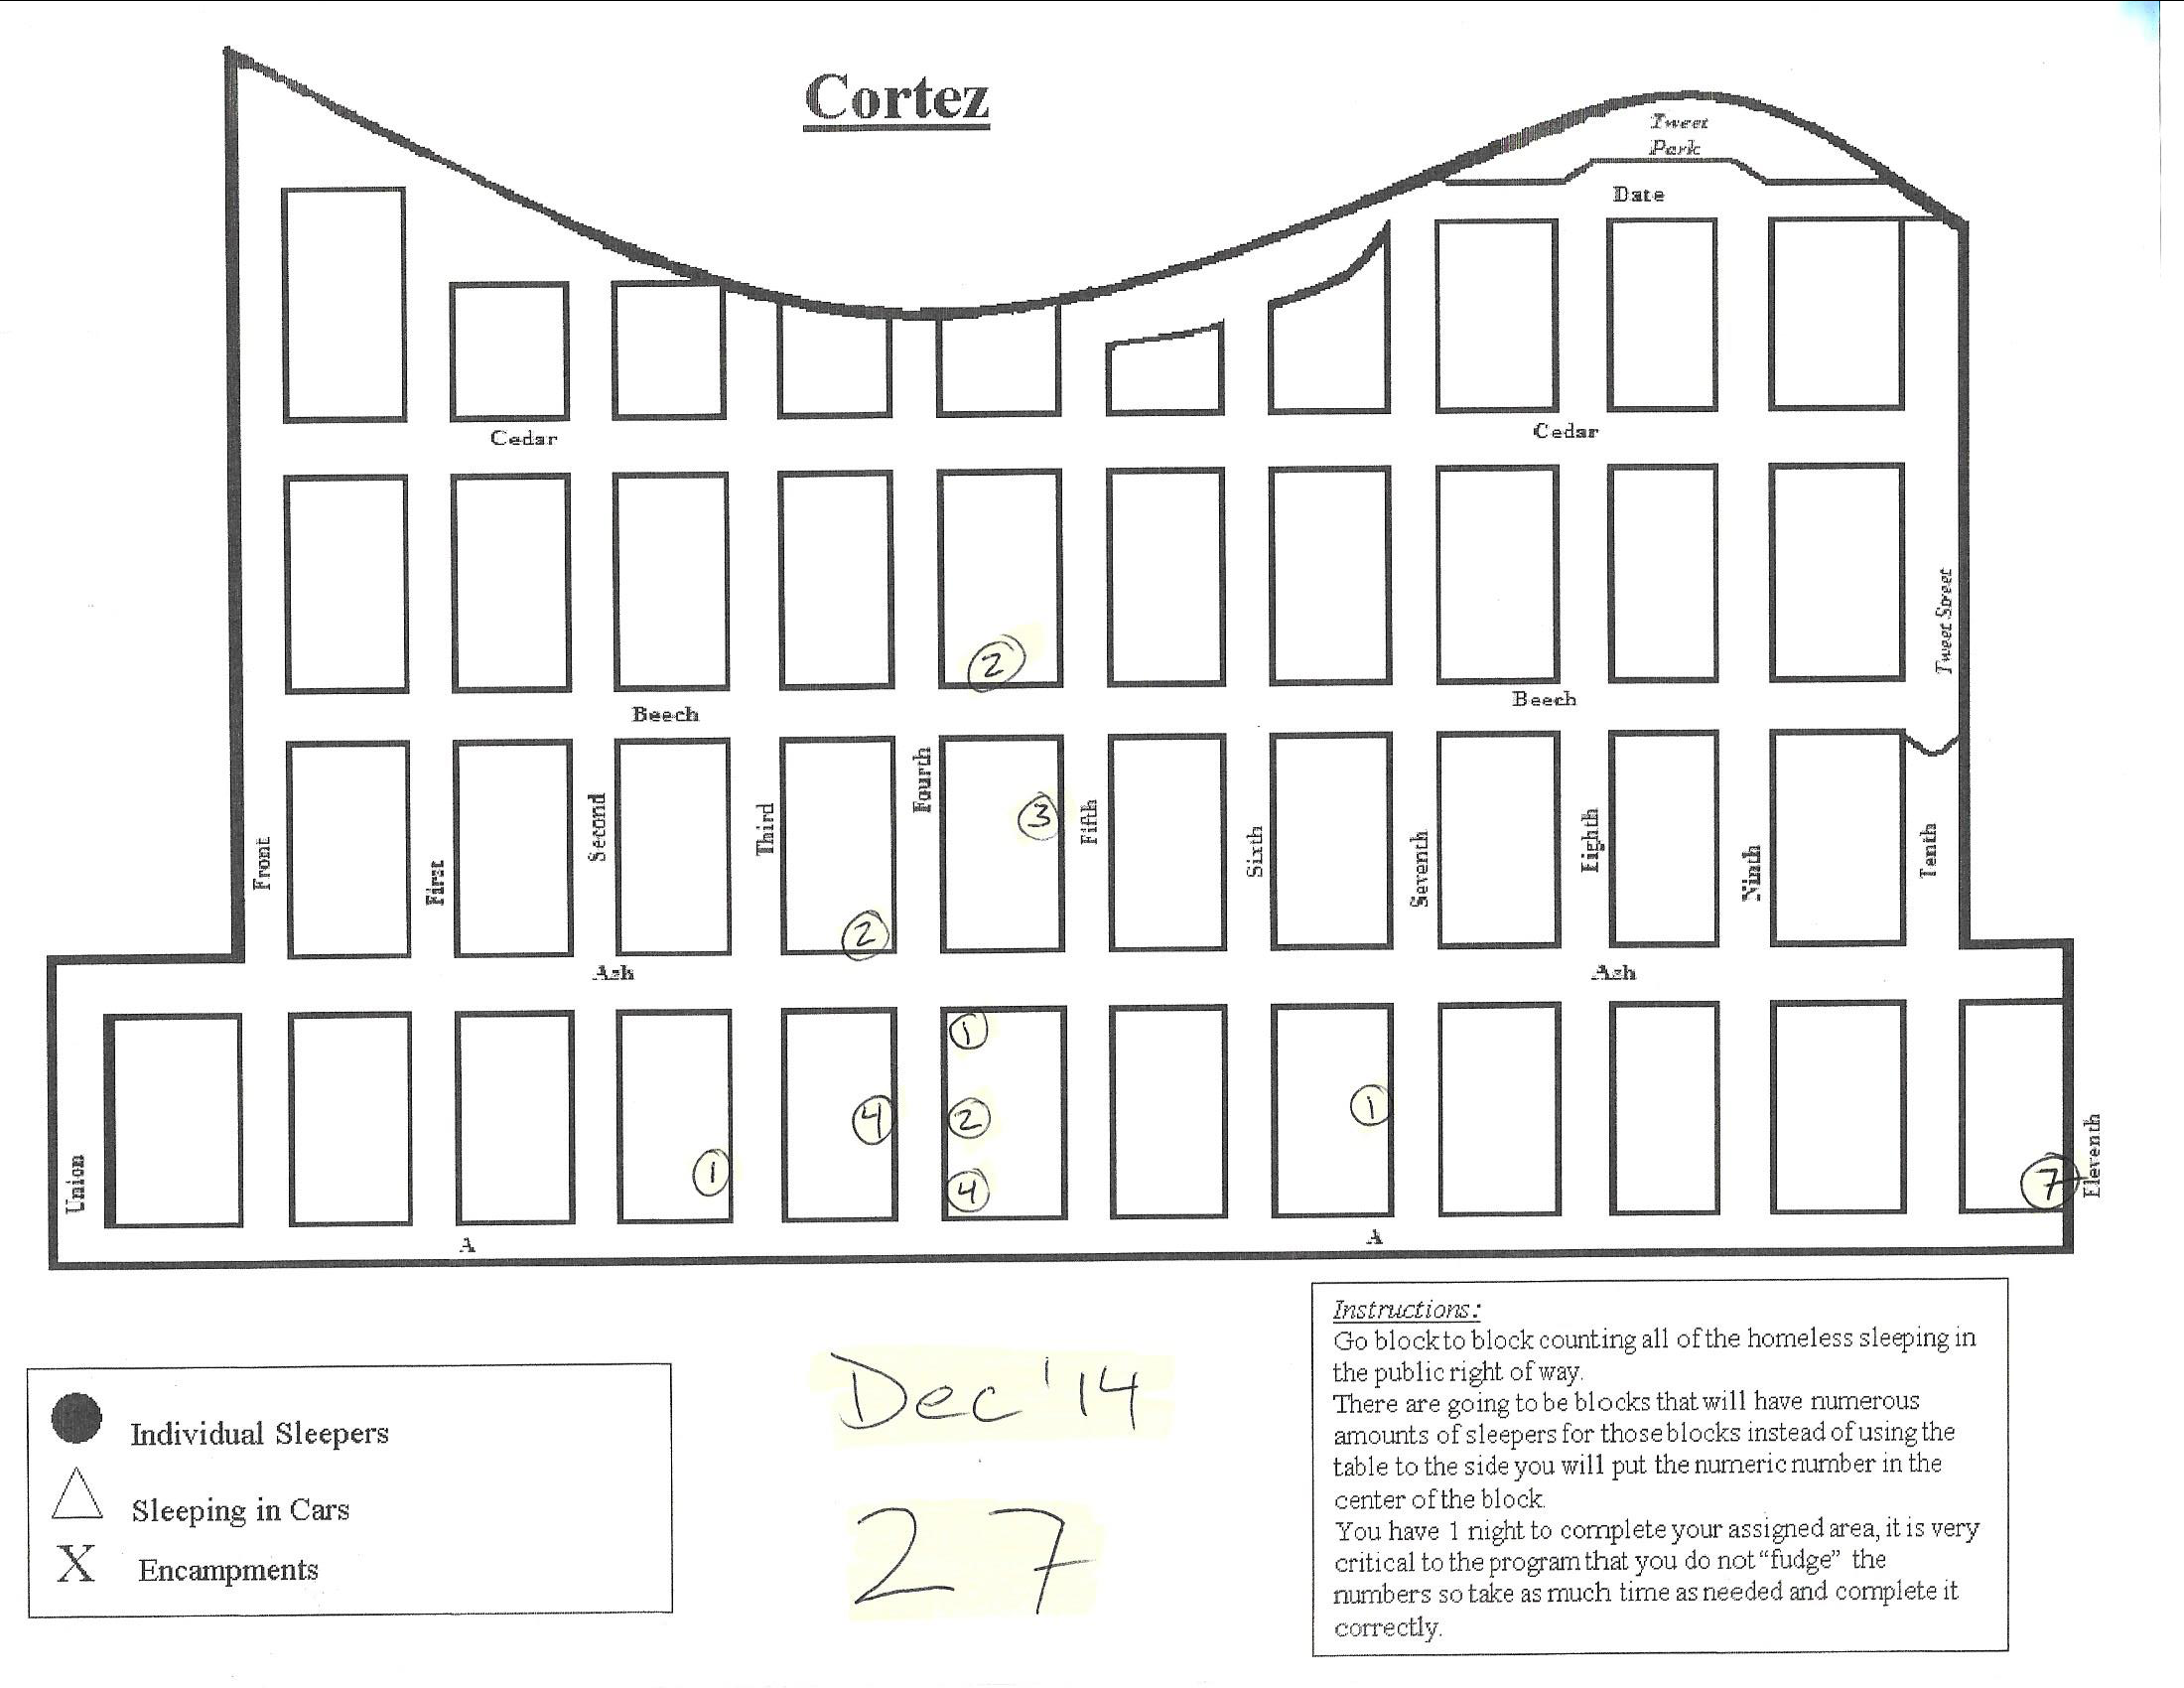 Cortez
Tweet
Park
Date
Cedar
Cedar
2
Tweet Street
Beech
Beech
Front
First
Second
Third
Fourth
3
Fifth
Sixth
Seventh
Eighth
Ninth
Tenth
2
Ash
Ash
1
4
2
1
1
4
7
Union
Eleventh
A
A
Individual Sleepers
Sleeping in Cars
X Encampments
Dec '14
27
Instructions:
Go block to block counting all of the homeless sleeping in
the public right of way.
There are going to be blocks that will have numerous
amounts of sleepers for those blocks instead of using the
table to the side you will put the numeric number in the
center of the block.
You have 1 night to complete your assigned area, it is very
critical to the program that you do not “fudge” the
numbers so take as much time as needed and complete it
correctly.